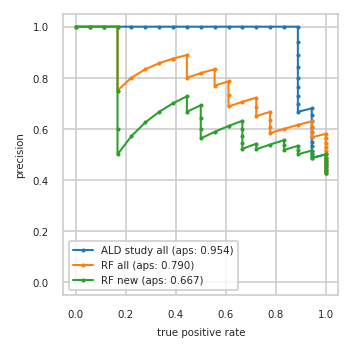 1.0
0.8
0.6
0.4
0.2
0.0
precision
ALD study all (aps: 0.954)
RF all (aps: 0.790)
RF new (aps: 0.667)
0.0 0.2 0.4 0.6 0.8 1.0
true positive rate